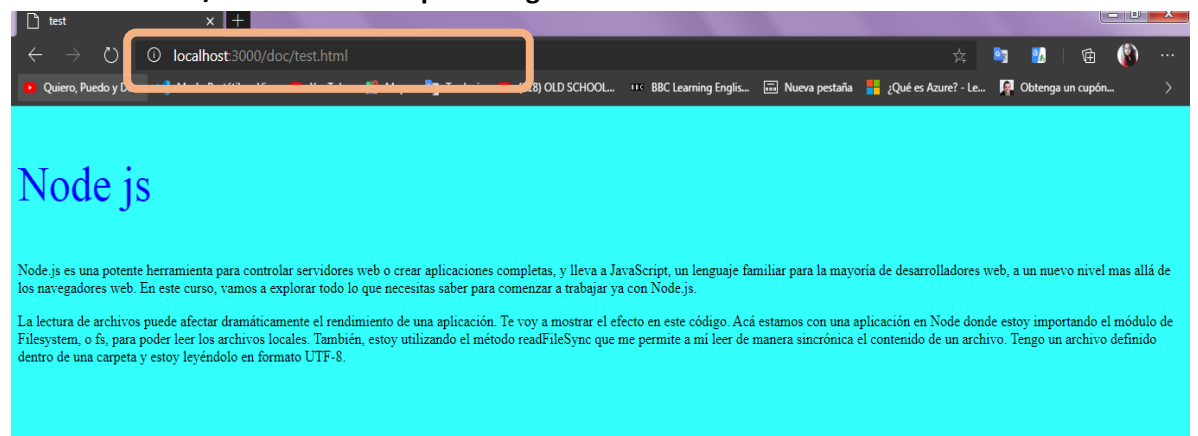 test
localhost:3000/doc/test.html
Quiero, Puedo y D... OLD SCHOOL... BBC BBC Learning Englis... Nueva pestaña ¿Qué es Azure? - Le... Obtenga un cupón...
Node js
Node.js es una potente herramienta para controlar servidores web o crear aplicaciones completas, y lleva a JavaScript, un lenguaje familiar para la mayoría de desarrolladores web, a un nuevo nivel mas allá de
los navegadores web. En este curso, vamos a explorar todo lo que necesitas saber para comenzar a trabajar ya con Node.js.
La lectura de archivos puede afectar dramáticamente el rendimiento de una aplicación. Te voy a mostrar el efecto en este código. Acá estamos con una aplicación en Node donde estoy importando el módulo de
Filesystem, o fs, para poder leer los archivos locales. También, estoy utilizando el método readFileSync que me permite a mí leer de manera sincrónica el contenido de un archivo. Tengo un archivo definido
dentro de una carpeta y estoy leyéndolo en formato UTF-8.